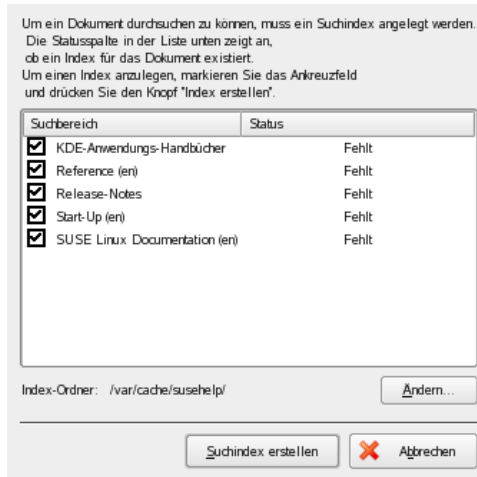 Um ein Dokument durchsuchen zu können, muss ein Suchindex angelegt werden.
Die Statusspalte in der Liste unten zeigt an,
ob ein Index für das Dokument existiert.
Um einen Index anzulegen, markieren Sie das Ankreuzfeld
und drücken Sie den Knopf "Index erstellen".
Suchbereich Status
KDE-Anwendungs-Handbücher Fehlt
Reference (en) Fehlt
Release-Notes Fehlt
Start-Up (en) Fehlt
SUSE Linux Documentation (en) Fehlt
Index-Ordner: /var/cache/susehelp/ Ändern...
Suchindex erstellen Abbrechen